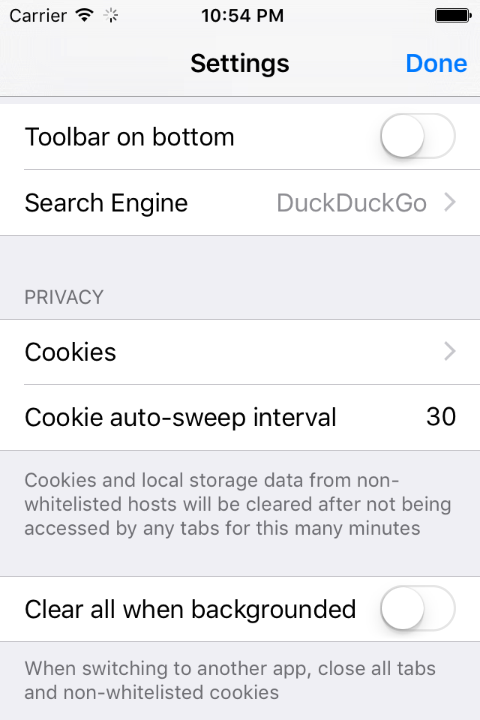 Carrier 10:54 PM
Settings Done
Toolbar on bottom
Search Engine DuckDuckGo
PRIVACY
Cookies
Cookie auto-sweep interval 30
Cookies and local storage data from non-
whitelisted hosts will be cleared after not being
accessed by any tabs for this many minutes
Clear all when backgrounded
When switching to another app, close all tabs
and non-whitelisted cookies